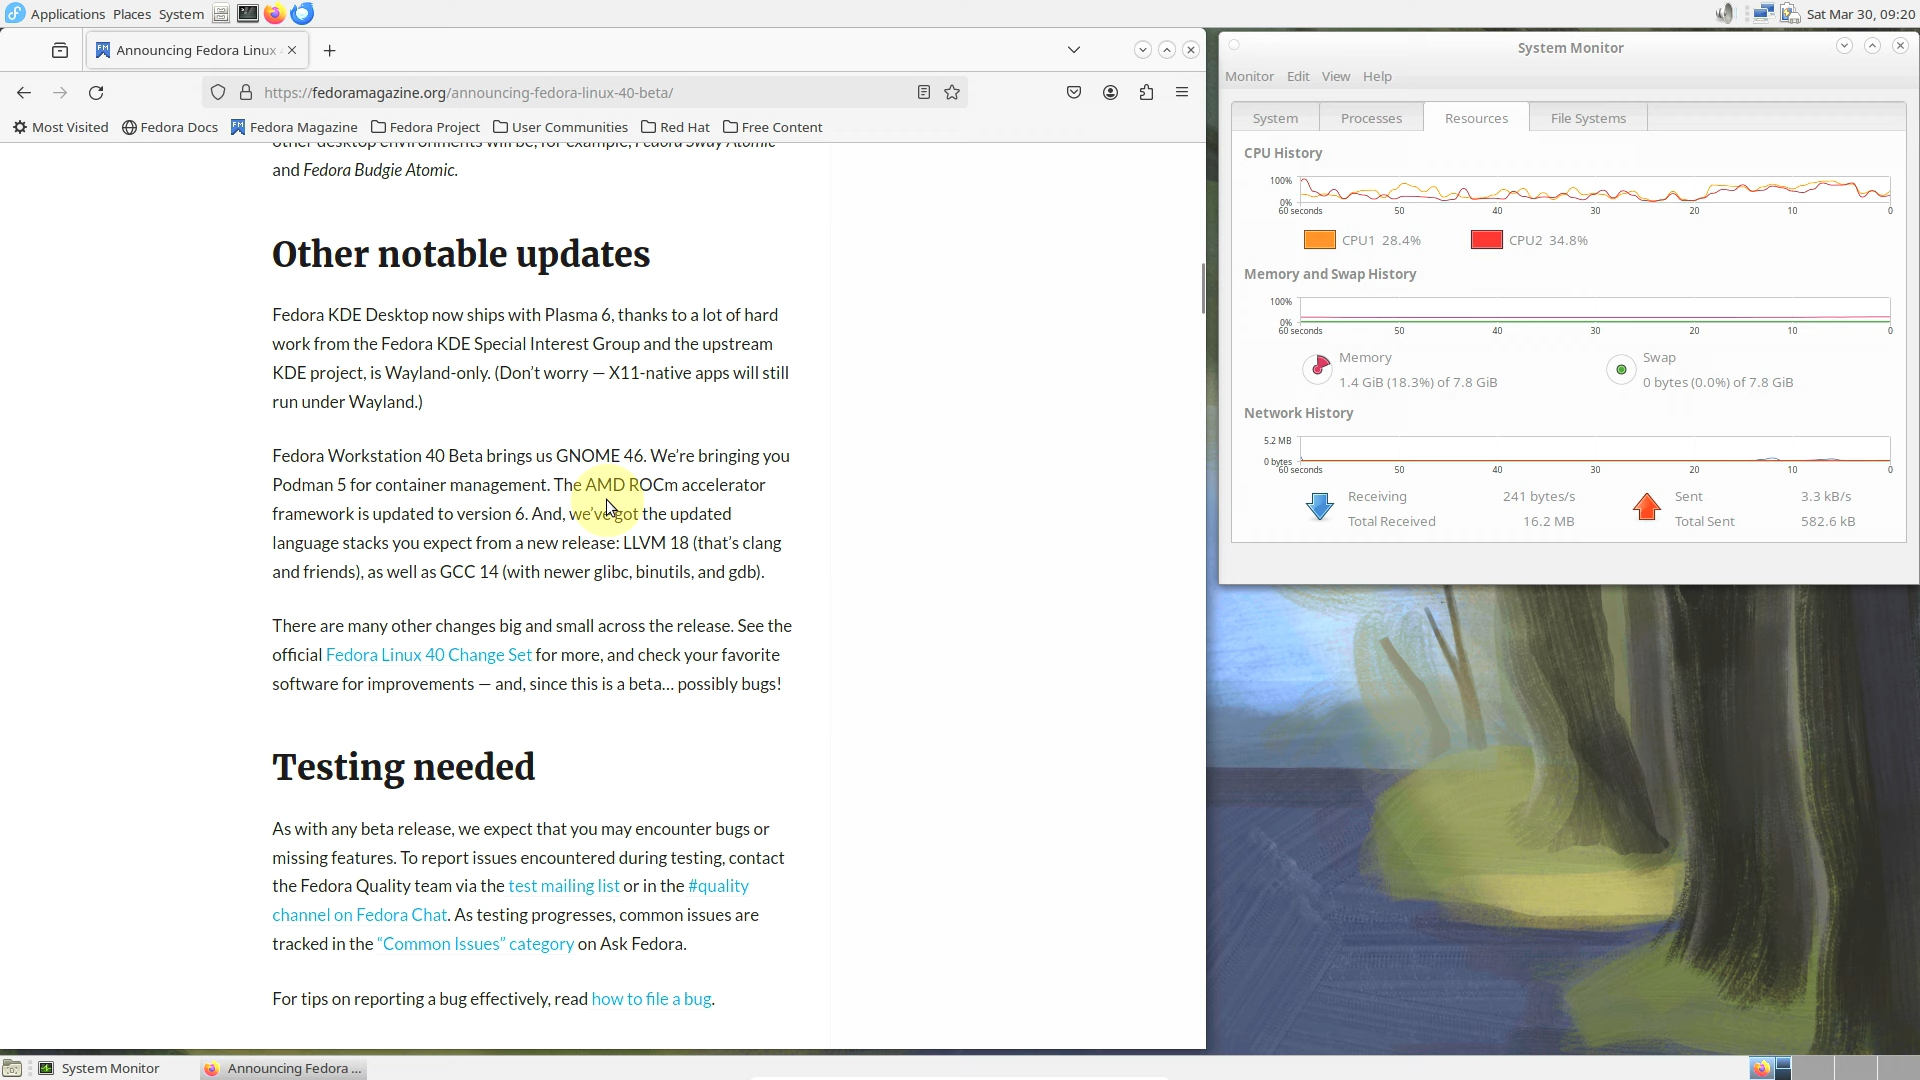 Applications Places System
Sat Mar 30, 09:20
Announcing Fedora Linux
https://fedoramagazine.org/announcing-fedora-linux-40-beta/
Most Visited
Fedora Docs
Fedora Magazine
Fedora Project
User Communities
Red Hat
Free Content
and Fedora Budgie Atomic.
Other notable updates
Fedora KDE Desktop now ships with Plasma 6, thanks to a lot of hard
work from the Fedora KDE Special Interest Group and the upstream
KDE project, is Wayland-only. (Don’t worry — X11-native apps will still
run under Wayland.)
Fedora Workstation 40 Beta brings us GNOME 46. We’re bringing you
Podman 5 for container management. The AMD ROCm accelerator
framework is updated to version 6. And, we’ve got the updated
language stacks you expect from a new release: LLVM 18 (that’s clang
and friends), as well as GCC 14 (with newer glibc, binutils, and gdb).
There are many other changes big and small across the release. See the
official Fedora Linux 40 Change Set for more, and check your favorite
software for improvements — and, since this is a beta… possibly bugs!
Testing needed
As with any beta release, we expect that you may encounter bugs or
missing features. To report issues encountered during testing, contact
the Fedora Quality team via the test mailing list or in the #quality
channel on Fedora Chat. As testing progresses, common issues are
tracked in the “Common Issues” category on Ask Fedora.
For tips on reporting a bug effectively, read how to file a bug.
System Monitor
Monitor Edit View Help
System Processes Resources File Systems
CPU History
100%
0%
60 seconds 50 40 30 20 10 0
CPU1 28.4% CPU2 34.8%
Memory and Swap History
100%
0%
60 seconds 50 40 30 20 10 0
Memory
1.4 GiB (18.3%) of 7.8 GiB
Swap
0 bytes (0.0%) of 7.8 GiB
Network History
5.2 MB
0 bytes
60 seconds 50 40 30 20 10 0
Receiving 241 bytes/s
Total Received 16.2 MB
Sent 3.3 kB/s
Total Sent 582.6 kB
System Monitor
Announcing Fedora ...